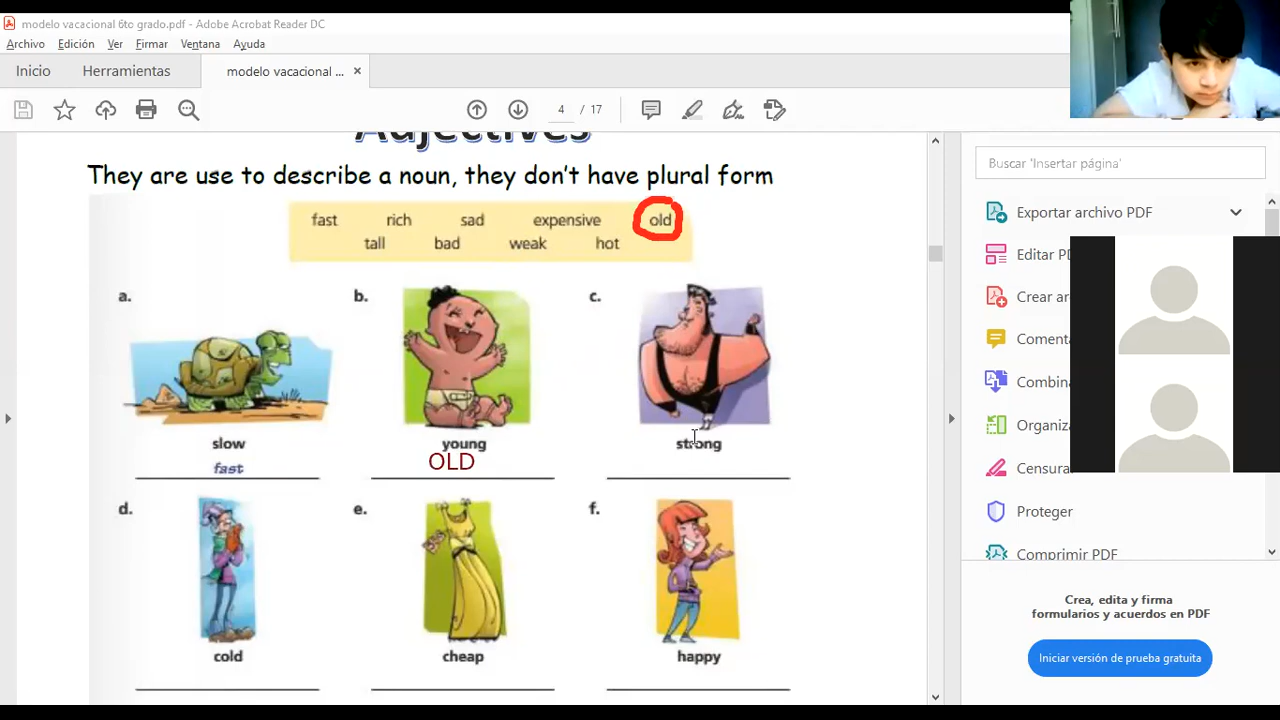 modelo vacacional 6to grado.pdf - Adobe Acrobat Reader DC
Archivo Edición Ver Firmar Ventana Ayuda
Inicio Herramientas modelo vacacional ... ×
4 / 17
Adjectives
They are use to describe a noun, they don't have plural form
fast rich sad expensive old
tall bad weak hot
a. b. c.
slow young strong
fast OLD
d. e. f.
cold cheap happy
Buscar 'Insertar página'
Exportar archivo PDF
Editar PD
Crear ar
Comenta
Combina
Organiza
Censura
Proteger
Comprimir PDF
Crea, edita y firma
formularios y acuerdos en PDF
Iniciar versión de prueba gratuita